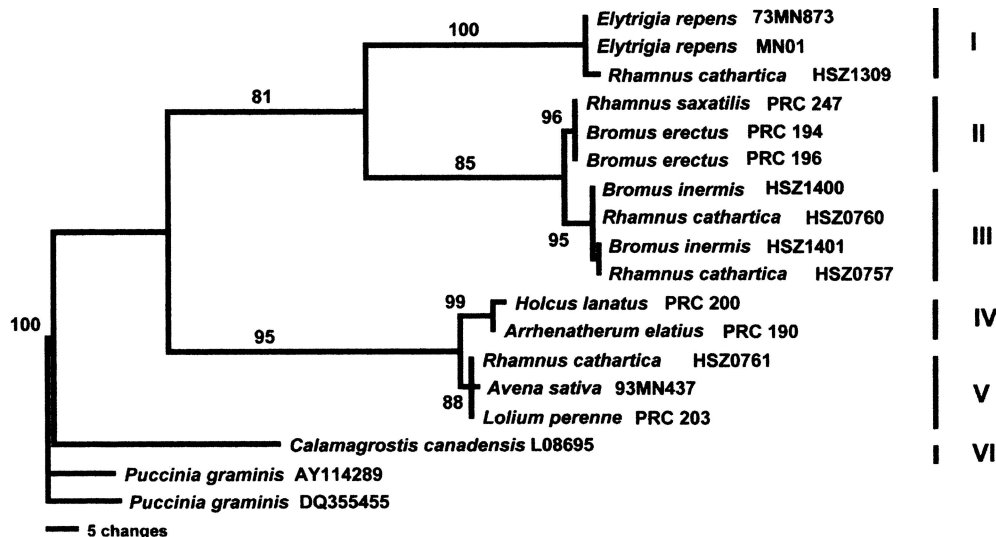 Elytrigia repens 73MN873
100
Elytrigia repens MN01
I
Rhamnus cathartica HSZ1309
81
Rhamnus saxatilis PRC 247
96
Bromus erectus PRC 194
II
Bromus erectus PRC 196
85
Bromus inermis HSZ1400
Rhamnus cathartica HSZ0760
III
95
Bromus inermis HSZ1401
Rhamnus cathartica HSZ0757
99
Holcus lanatus PRC 200
IV
100
Arrhenatherum elatius PRC 190
95
Rhamnus cathartica HSZ0761
Avena sativa 93MN437
V
88
Lolium perenne PRC 203
Calamagrostis canadensis L08695
VI
Puccinia graminis AY114289
Puccinia graminis DQ355455
5 changes